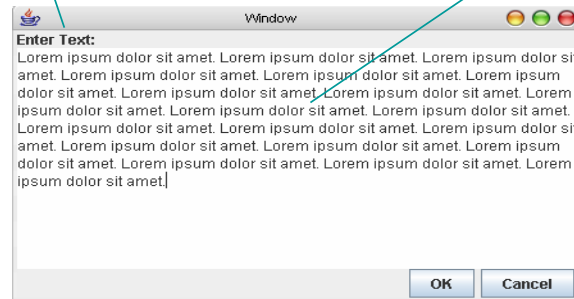 Window
Enter Text:
Lorem ipsum dolor sit amet. Lorem ipsum dolor sit amet. Lorem ipsum dolor sit
amet. Lorem ipsum dolor sit amet. Lorem ipsum dolor sit amet. Lorem ipsum
dolor sit amet. Lorem ipsum dolor sit amet. Lorem ipsum dolor sit amet. Lorem
ipsum dolor sit amet. Lorem ipsum dolor sit amet. Lorem ipsum dolor sit amet.
Lorem ipsum dolor sit amet. Lorem ipsum dolor sit amet. Lorem ipsum dolor sit
amet. Lorem ipsum dolor sit amet. Lorem ipsum dolor sit amet. Lorem ipsum
dolor sit amet. Lorem ipsum dolor sit amet. Lorem ipsum dolor sit amet. Lorem
ipsum dolor sit amet.
OK Cancel